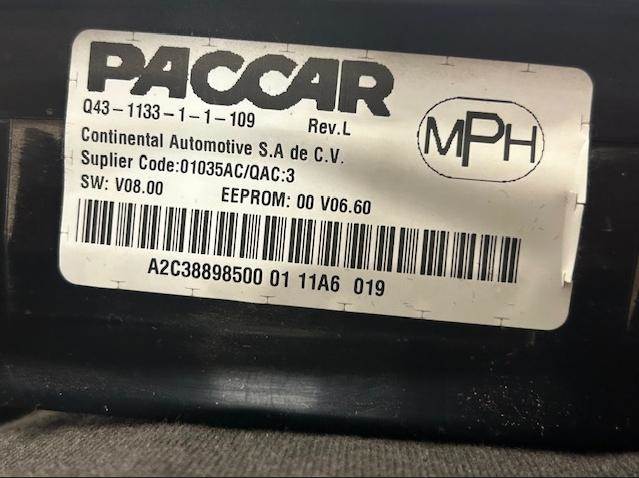 PACCAR
Q43-1133-1-1-109 Rev.L
MPH
Continental Automotive S.A de C.V.
Suplier Code:01035AC/QAC:3
SW: V08.00 EEPROM: 00 V06.60
A2C38898500 01 11A6 019